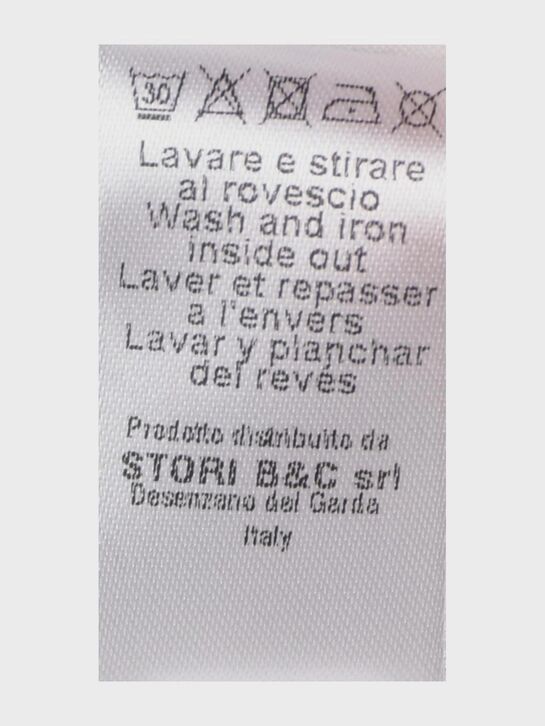 30
Lavare e stirare
al rovescio
Wash and iron
inside out
Laver et repasser
a l'envers
Lavar y planchar
del revés
Prodotto distribuito da
STORI B&C srl
Desenzano del Garda
Italy